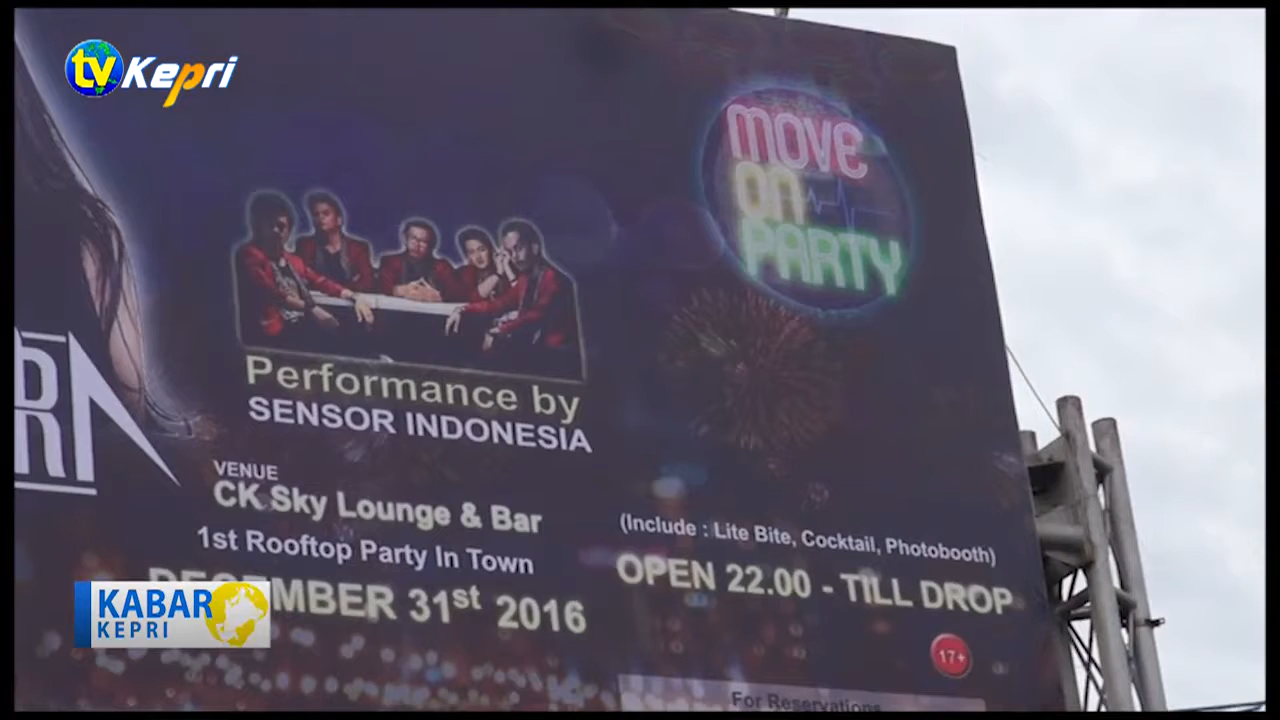 tv Kepri
MOVE
ON
PARTY
Performance by
SENSOR INDONESIA
VENUE
CK Sky Lounge & Bar
1st Rooftop Party In Town
DECEMBER 31st 2016
(Include : Lite Bite, Cocktail, Photobooth)
OPEN 22.00 - TILL DROP
17+
For Reservations
KABAR
KEPRI